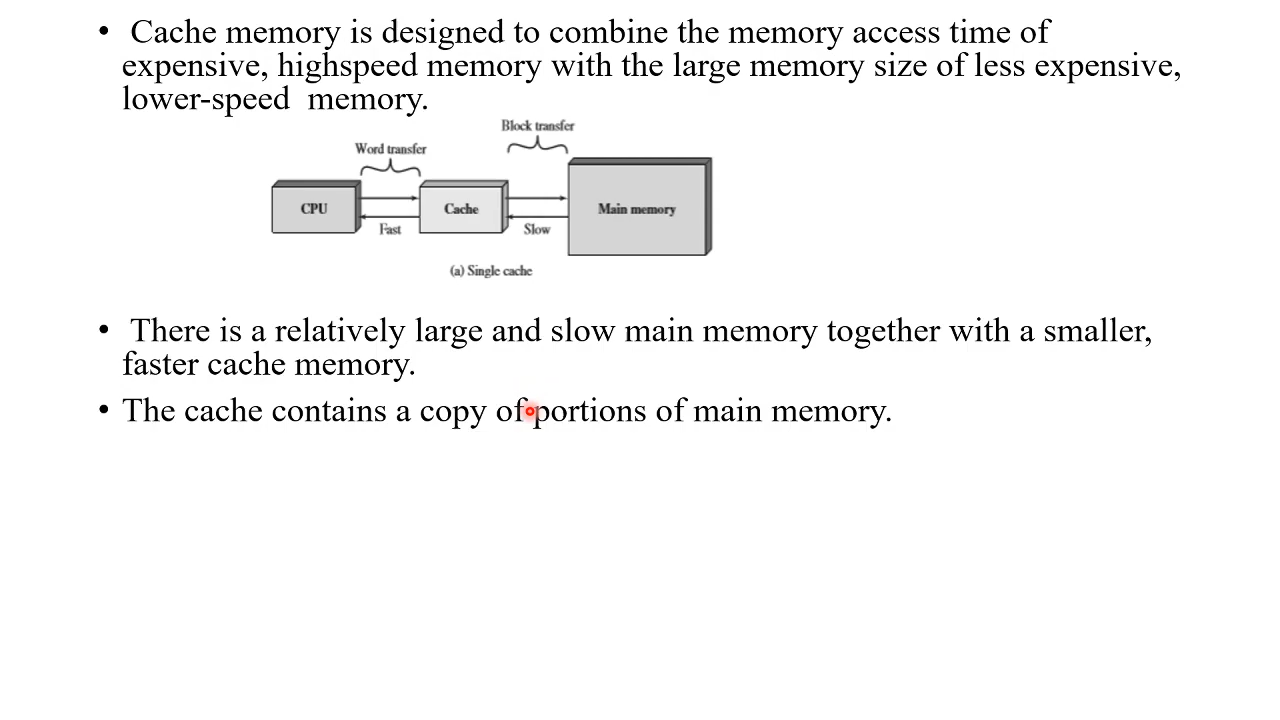 • Cache memory is designed to combine the memory access time of
expensive, highspeed memory with the large memory size of less expensive,
lower-speed memory.
Block transfer
Word transfer
CPU
Cache
Main memory
Fast
Slow
(a) Single cache
• There is a relatively large and slow main memory together with a smaller,
faster cache memory.
• The cache contains a copy of portions of main memory.